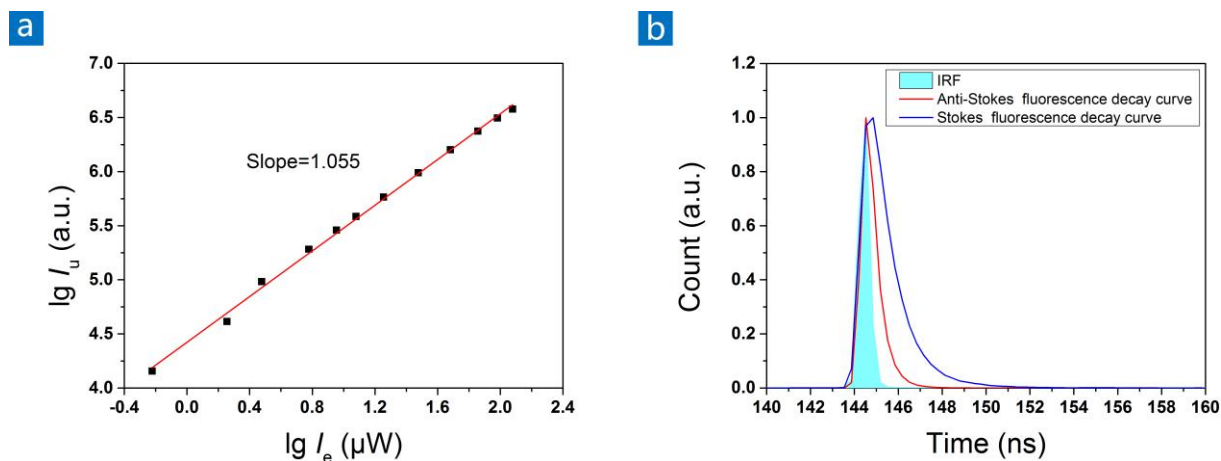 a
7.0
6.5
6.0
5.5
5.0
4.5
4.0
lg Iu (a.u.)
Slope=1.055
-0.4 0.0 0.4 0.8 1.2 1.6 2.0 2.4
lg Ie (μW)
b
1.2
1.0
0.8
0.6
0.4
0.2
0.0
Count (a.u.)
IRF
Anti-Stokes fluorescence decay curve
Stokes fluorescence decay curve
140 142 144 146 148 150 152 154 156 158 160
Time (ns)